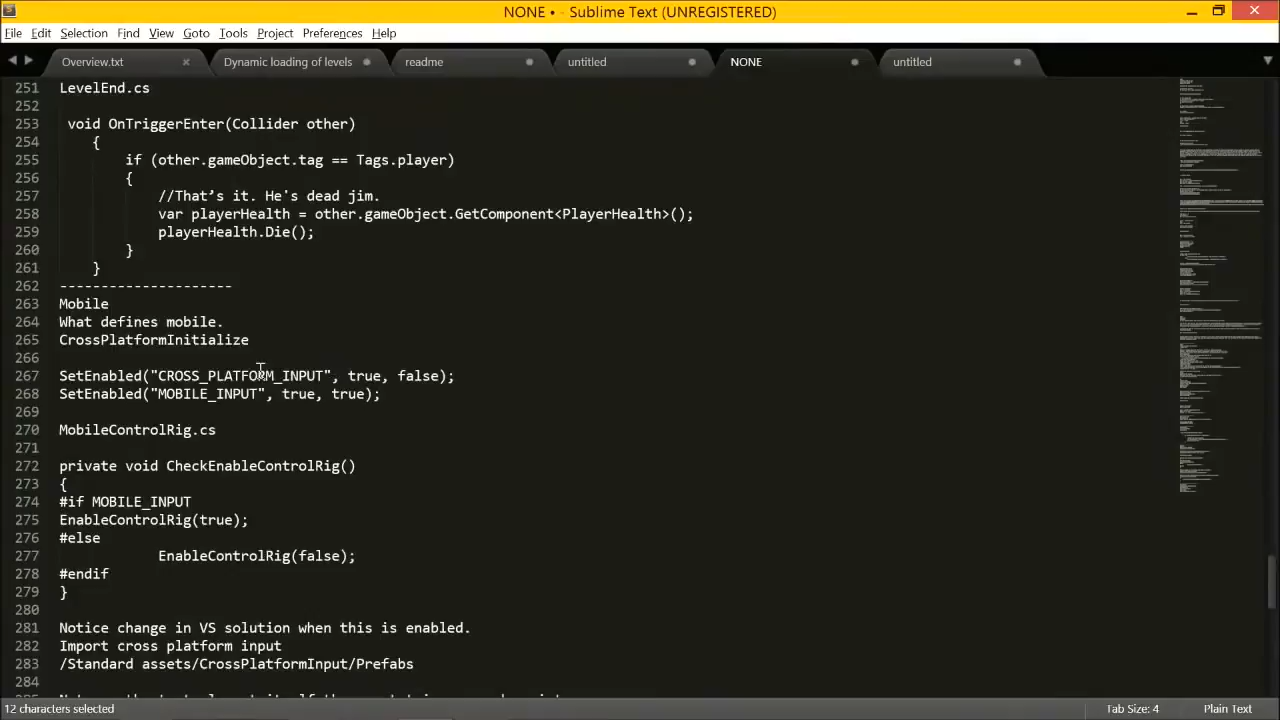 NONE • - Sublime Text (UNREGISTERED)
File Edit Selection Find View Goto Tools Project Preferences Help
Overview.txt Dynamic loading of levels readme untitled NONE untitled
251 LevelEnd.cs
252
253 void OnTriggerEnter(Collider other)
254 {
255 if (other.gameObject.tag == Tags.player)
256 {
257 //That's it. He's dead jim.
258 var playerHealth = other.gameObject.GetComponent<PlayerHealth>();
259 playerHealth.Die();
260 }
261 }
262 ---------------------
263 Mobile
264 What defines mobile.
265 CrossPlatformInitialize
266
267 SetEnabled("CROSS_PLATFORM_INPUT", true, false);
268 SetEnabled("MOBILE_INPUT", true, true);
269
270 MobileControlRig.cs
271
272 private void CheckEnableControlRig()
273 {
274 #if MOBILE_INPUT
275 EnableControlRig(true);
276 #else
277 EnableControlRig(false);
278 #endif
279 }
280
281 Notice change in VS solution when this is enabled.
282 Import cross platform input
283 /Standard assets/CrossPlatformInput/Prefabs
284
12 characters selected Tab Size: 4 Plain Text